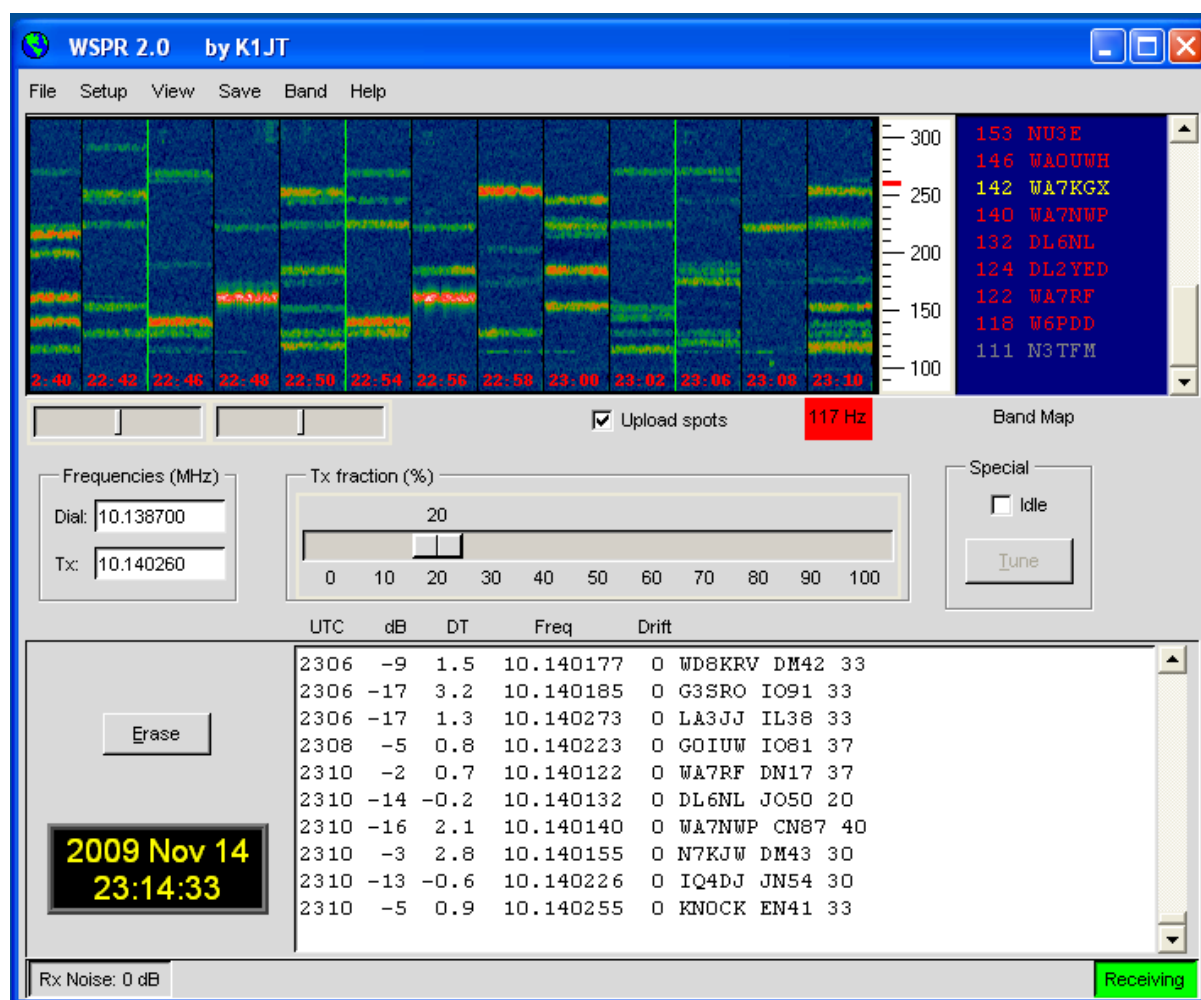 WSPR 2.0 by K1JT
File Setup View Save Band Help
300
250
200
150
100
2:40 22:42 22:46 22:48 22:50 22:54 22:56 22:58 23:00 23:02 23:06 23:08 23:10
153 NU3E
146 WA0UWH
142 WA7KGX
140 WA7NWP
132 DL6NL
124 DL2YED
122 WA7RF
118 W6PDD
111 N3TFM
Upload spots
117 Hz
Band Map
Frequencies (MHz)
Dial: 10.138700
Tx: 10.140260
Tx fraction (%)
20
0 10 20 30 40 50 60 70 80 90 100
Special
Idle
Tune
UTC dB DT Freq Drift
2306 -9 1.5 10.140177 0 WD8KRV DM42 33
2306 -17 3.2 10.140185 0 G3SRO IO91 33
2306 -17 1.3 10.140273 0 LA3JJ IL38 33
2308 -5 0.8 10.140223 0 G0IUW IO81 37
2310 -2 0.7 10.140122 0 WA7RF DN17 37
2310 -14 -0.2 10.140132 0 DL6NL JO50 20
2310 -16 2.1 10.140140 0 WA7NWP CN87 40
2310 -3 2.8 10.140155 0 N7KJW DM43 30
2310 -13 -0.6 10.140226 0 IQ4DJ JN54 30
2310 -5 0.9 10.140255 0 KN0CK EN41 33
Erase
2009 Nov 14
23:14:33
Rx Noise: 0 dB
Receiving